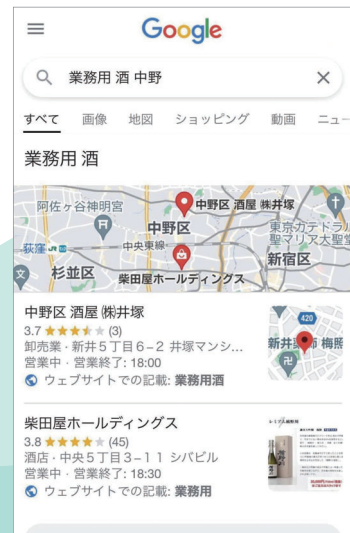 Google
業務用 酒 中野
すべて 画像 地図 ショッピング 動画 ニュー
業務用 酒
阿佐ヶ谷神明宮
中野区 酒屋 ㈱井塚
中野区
東京カテドラル
聖マリア大聖堂
荻窪 JR
中央東線
新宿区
杉並区
柴田屋ホールディングス
中野区 酒屋 ㈱井塚
3.7 ★★★★★ (3)
卸売業 · 新井5丁目6−2 井塚マンシ...
営業中 · 営業終了: 18:00
ウェブサイトでの記載: 業務用酒
420
新井 師 梅照
柴田屋ホールディングス
3.8 ★★★★★ (45)
酒店 · 中央5丁目3−11 シバビル
営業中 · 営業終了: 18:30
ウェブサイトでの記載: 業務用